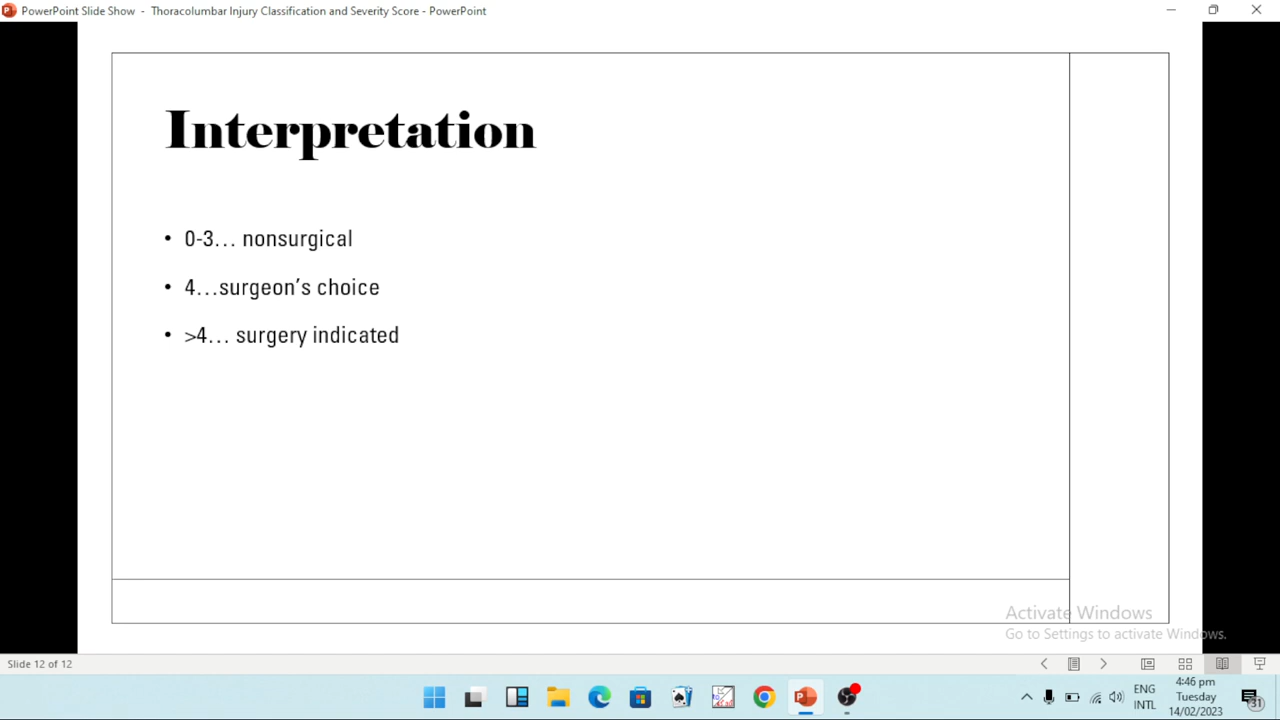 PowerPoint Slide Show - Thoracolumbar Injury Classification and Severity Score - PowerPoint
Interpretation
• 0-3… nonsurgical
• 4…surgeon’s choice
• >4… surgery indicated
Activate Windows
Go to Settings to activate Windows.
Slide 12 of 12
ENG
INTL
4:46 pm
Tuesday
14/02/2023
31